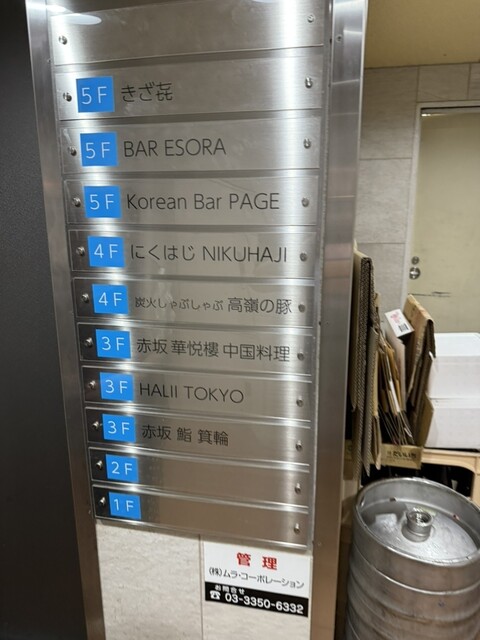 5F きざ㐂
5F BAR ESORA
5F Korean Bar PAGE
4F にくはじ NIKUHAJI
4F 炭火しゃぶしゃぶ 高嶺の豚
3F 赤坂 華悦樓 中国料理
3F HALII TOKYO
3F 赤坂 鮨 箕輪
2F
1F
管理
(株)ムラ・コーポレーション
お問合せ
☎ 03-3350-6332